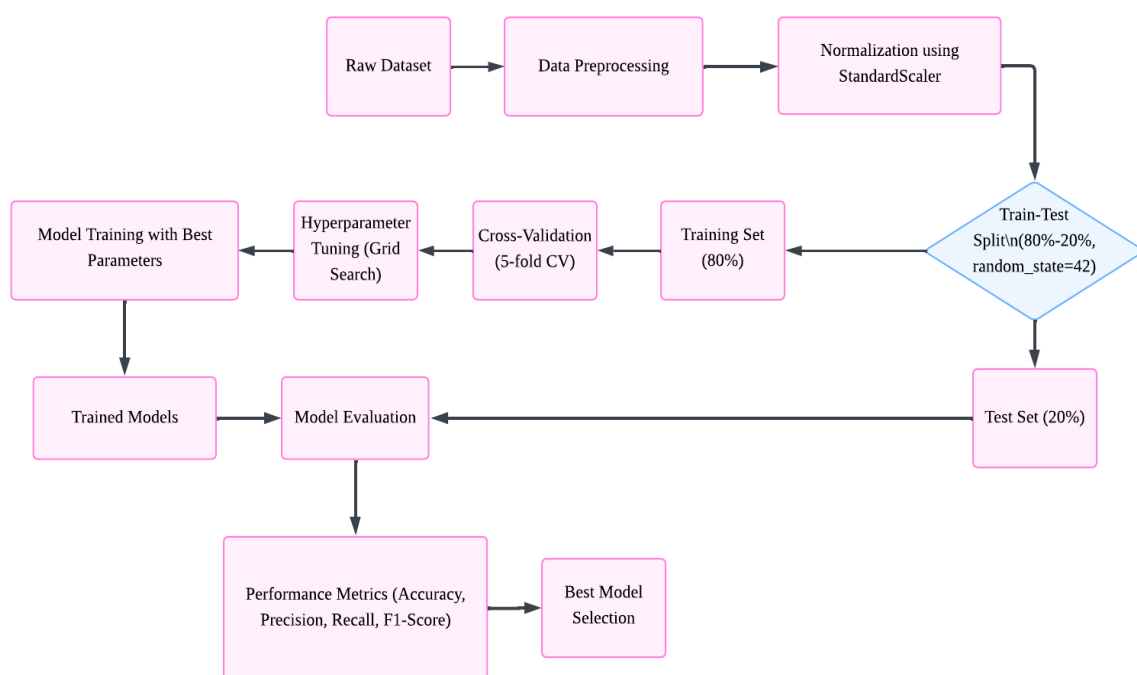 Raw Dataset
Data Preprocessing
Normalization using
StandardScaler
Train-Test
Split\n(80%-20%,
random_state=42)
Training Set
(80%)
Cross-Validation
(5-fold CV)
Hyperparameter
Tuning (Grid
Search)
Model Training with Best
Parameters
Trained Models
Model Evaluation
Test Set (20%)
Performance Metrics (Accuracy,
Precision, Recall, F1-Score)
Best Model
Selection